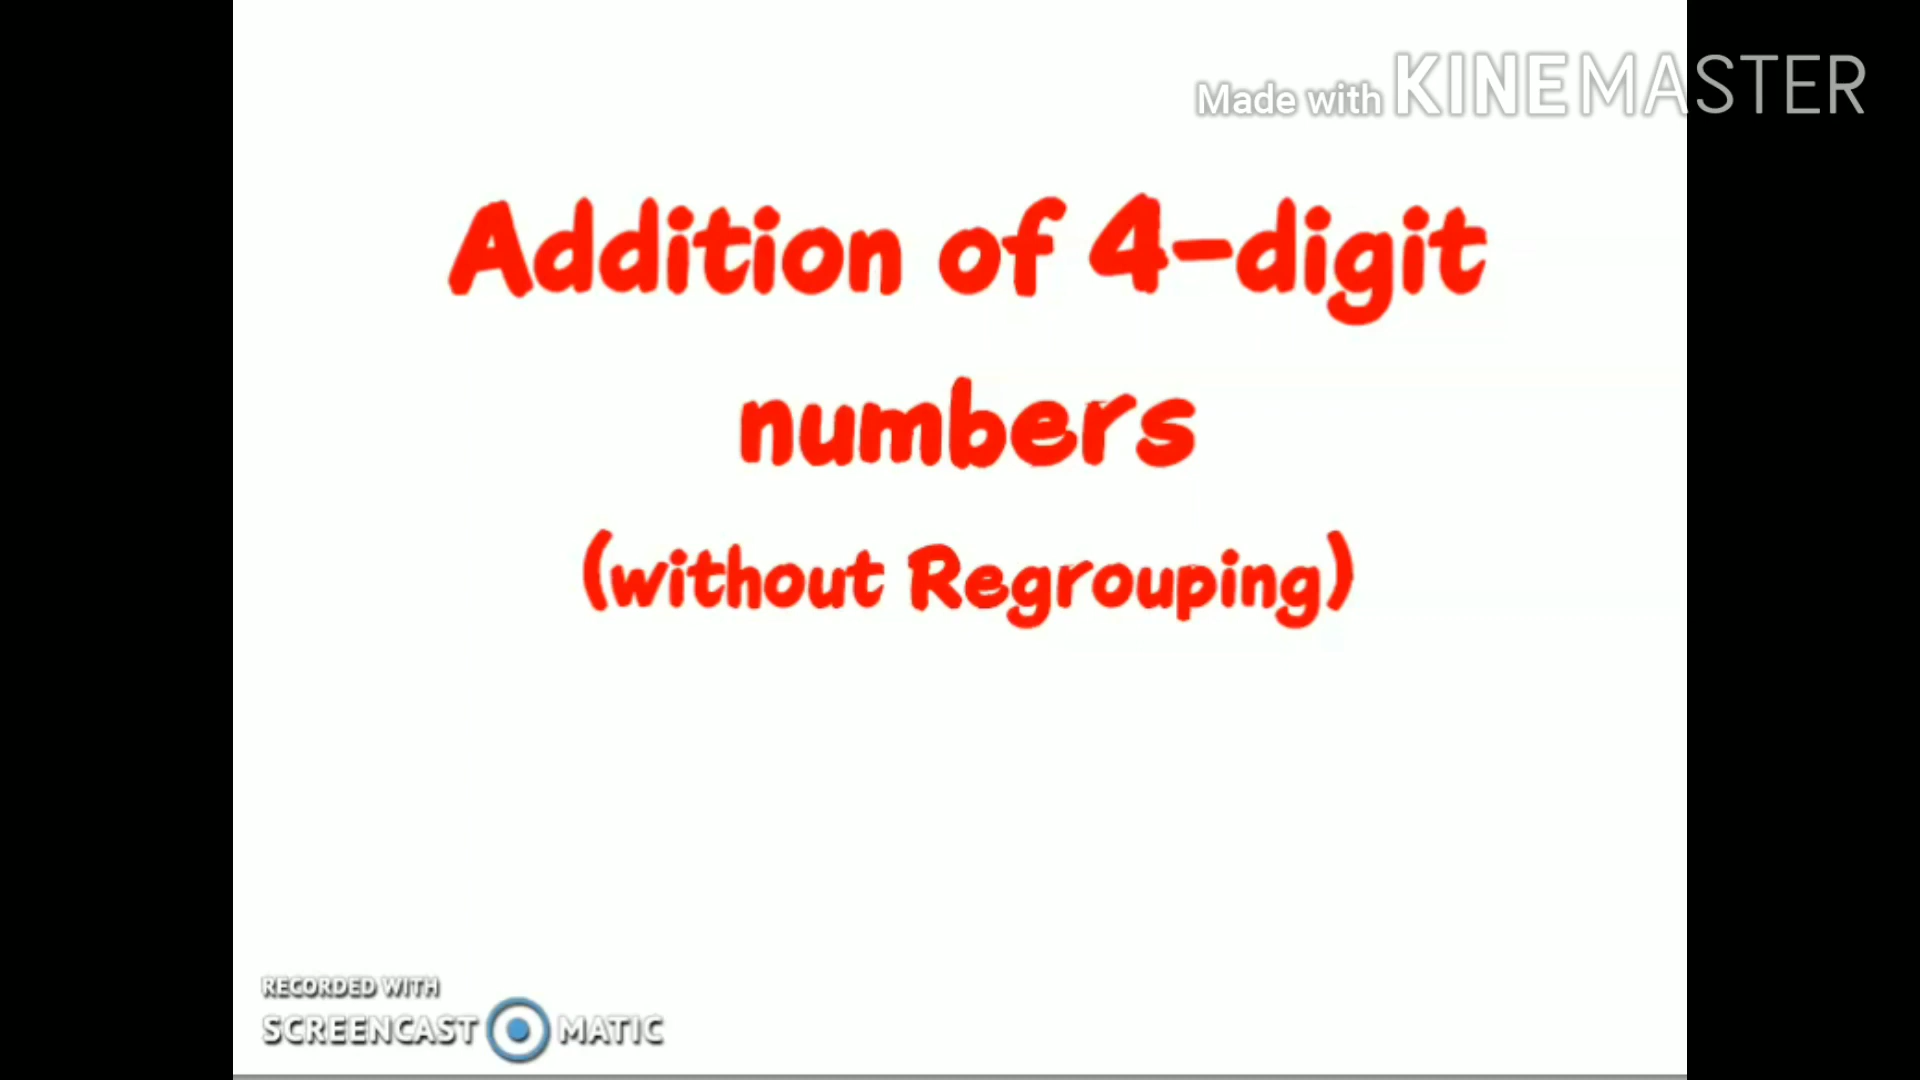 Made with KINEMASTER
Addition of 4-digit
numbers
(without Regrouping)
RECORDED WITH
SCREENCAST MATIC